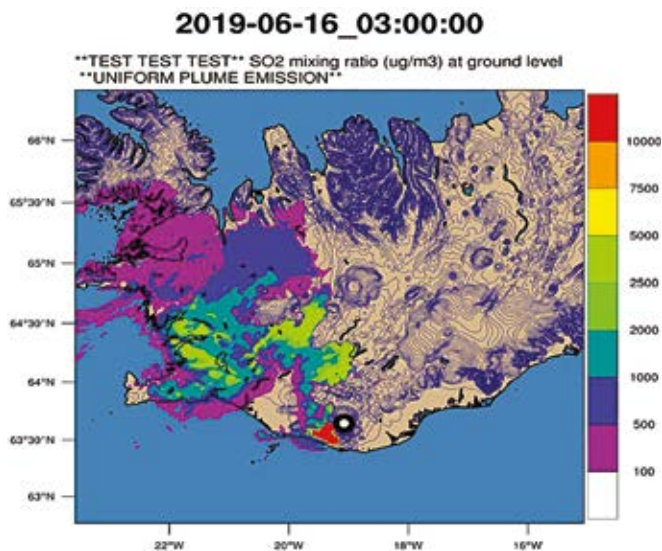 2019-06-16_03:00:00
**TEST TEST TEST** SO2 mixing ratio (ug/m3) at ground level
**UNIFORM PLUME EMISSION**
66°N
65°30'N
65°N
64°30'N
64°N
63°30'N
63°N
22°W
20°W
18°W
16°W
10000
7500
5000
2000
1000
500
100